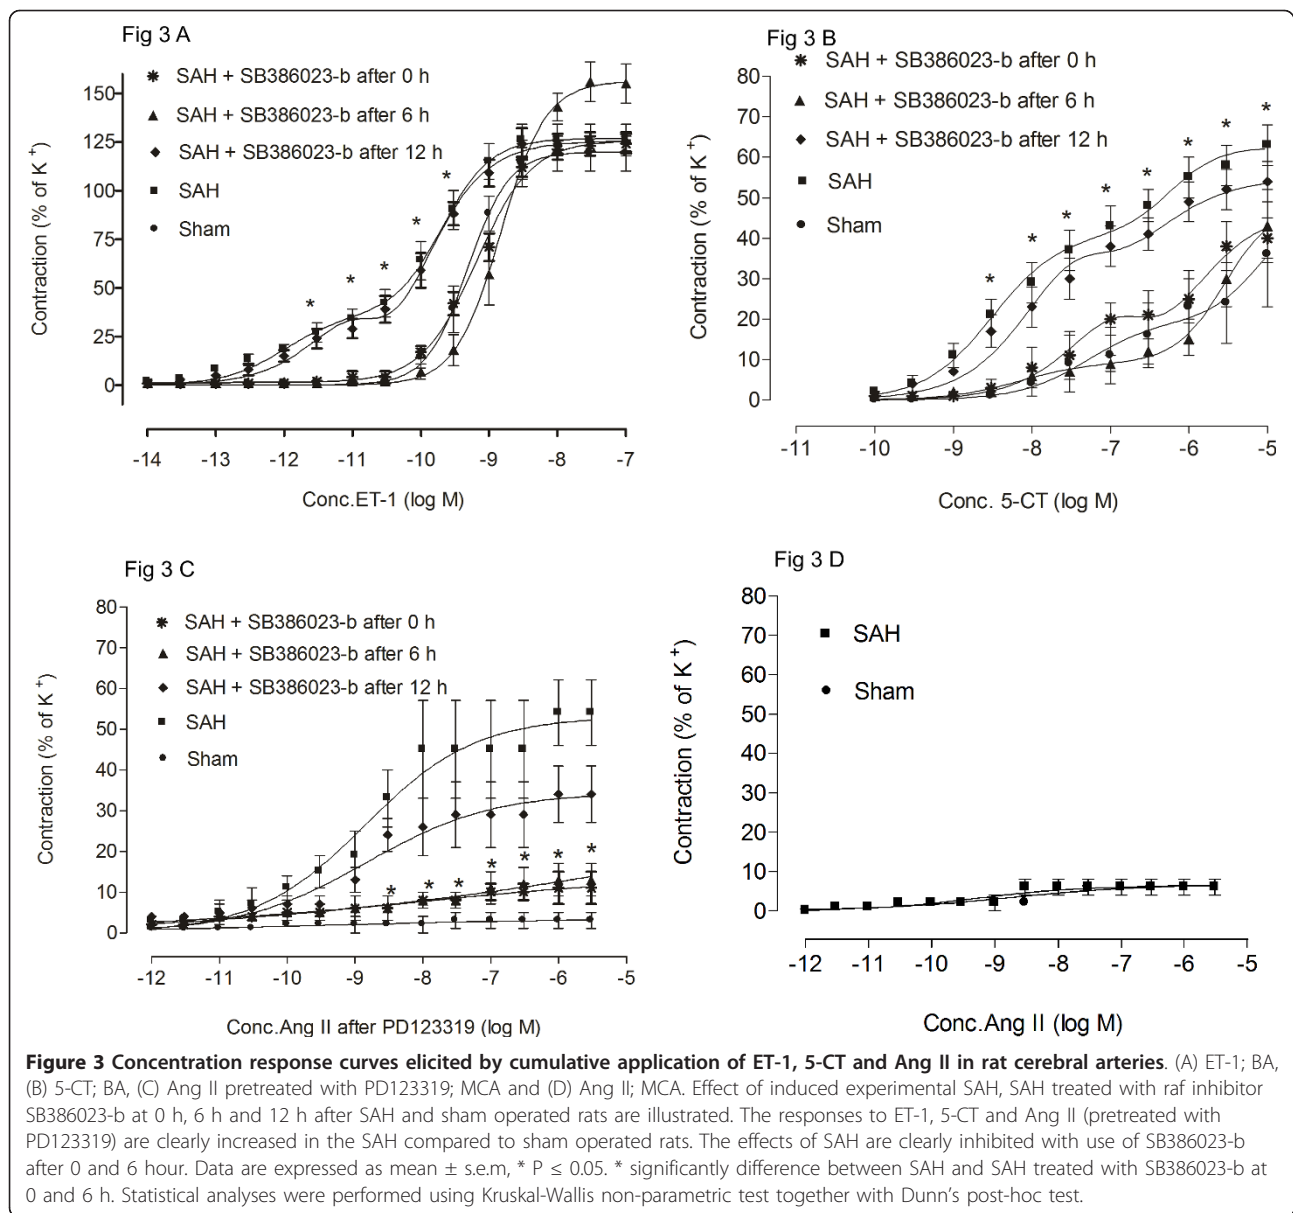 Fig 3 A
SAH + SB386023-b after 0 h
SAH + SB386023-b after 6 h
SAH + SB386023-b after 12 h
SAH
Sham
Contraction (% of K+)
150
125
100
75
50
25
0
* * * * *
-14 -13 -12 -11 -10 -9 -8 -7
Conc.ET-1 (log M)
Fig 3 B
SAH + SB386023-b after 0 h
SAH + SB386023-b after 6 h
SAH + SB386023-b after 12 h
SAH
Sham
Contraction (% of K+)
80
70
60
50
40
30
20
10
0
* * * * * * * *
-11 -10 -9 -8 -7 -6 -5
Conc. 5-CT (log M)
Fig 3 C
SAH + SB386023-b after 0 h
SAH + SB386023-b after 6 h
SAH + SB386023-b after 12 h
SAH
Sham
Contraction (% of K+)
80
70
60
50
40
30
20
10
0
* * * * * * *
-12 -11 -10 -9 -8 -7 -6 -5
Conc.Ang II after PD123319 (log M)
Fig 3 D
SAH
Sham
Contraction (% of K+)
80
70
60
50
40
30
20
10
0
-12 -11 -10 -9 -8 -7 -6 -5
Conc.Ang II (log M)
Figure 3 Concentration response curves elicited by cumulative application of ET-1, 5-CT and Ang II in rat cerebral arteries. (A) ET-1; BA,
(B) 5-CT; BA, (C) Ang II pretreated with PD123319; MCA and (D) Ang II; MCA. Effect of induced experimental SAH, SAH treated with raf inhibitor
SB386023-b at 0 h, 6 h and 12 h after SAH and sham operated rats are illustrated. The responses to ET-1, 5-CT and Ang II (pretreated with
PD123319) are clearly increased in the SAH compared to sham operated rats. The effects of SAH are clearly inhibited with use of SB386023-b
after 0 and 6 hour. Data are expressed as mean ± s.e.m, * P ≤ 0.05. * significantly difference between SAH and SAH treated with SB386023-b at
0 and 6 h. Statistical analyses were performed using Kruskal-Wallis non-parametric test together with Dunn's post-hoc test.